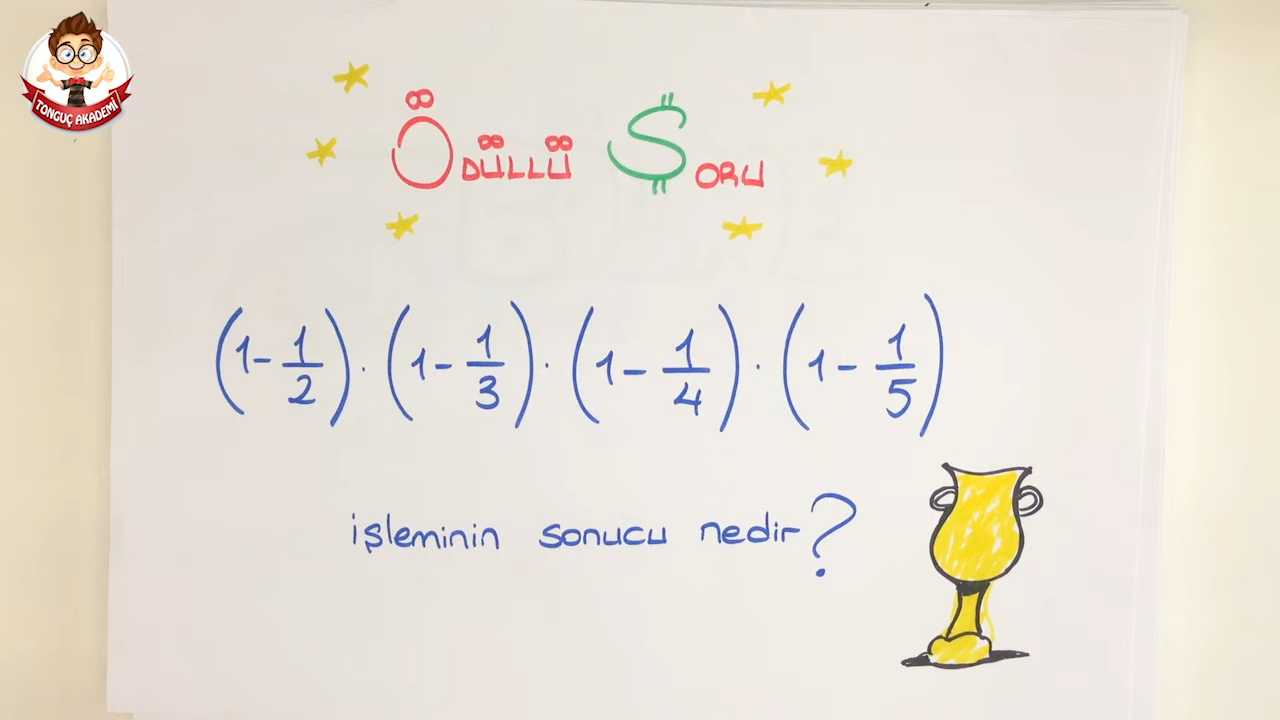 TONGUÇ AKADEMİ
ÖDÜLLÜ SORU
(1 - 1/2) · (1 - 1/3) · (1 - 1/4) · (1 - 1/5)
işleminin sonucu nedir?